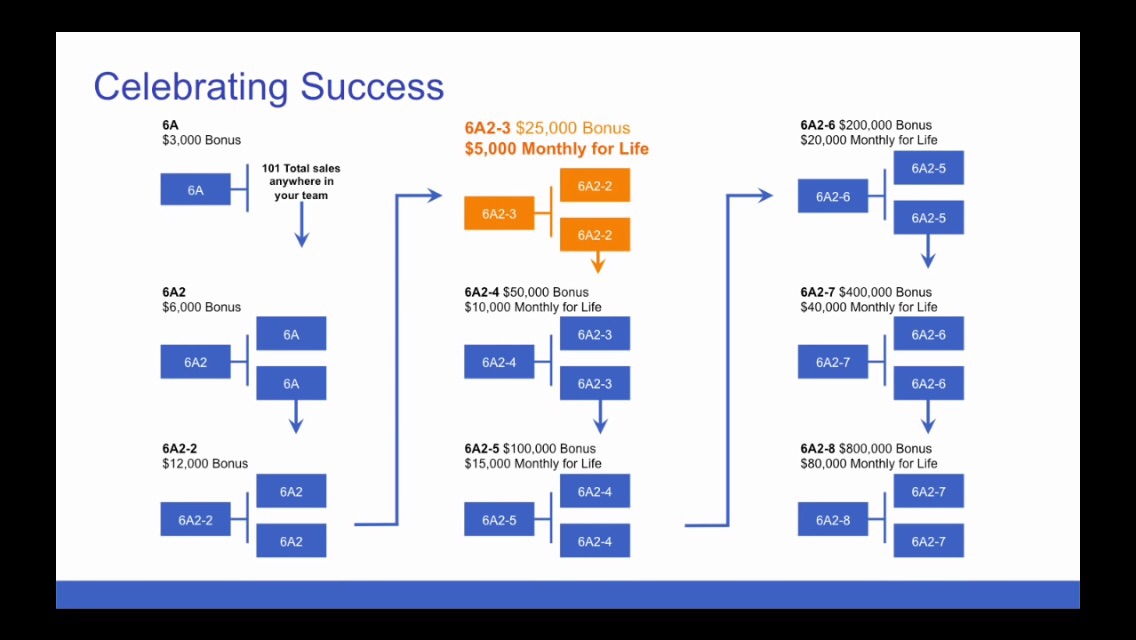 Celebrating Success
6A
$3,000 Bonus
6A
101 Total sales
anywhere in
your team
6A2
$6,000 Bonus
6A2
6A
6A
6A2-2
$12,000 Bonus
6A2-2
6A2
6A2
6A2-3 $25,000 Bonus
$5,000 Monthly for Life
6A2-3
6A2-2
6A2-2
6A2-4 $50,000 Bonus
$10,000 Monthly for Life
6A2-4
6A2-3
6A2-3
6A2-5 $100,000 Bonus
$15,000 Monthly for Life
6A2-5
6A2-4
6A2-4
6A2-6 $200,000 Bonus
$20,000 Monthly for Life
6A2-6
6A2-5
6A2-5
6A2-7 $400,000 Bonus
$40,000 Monthly for Life
6A2-7
6A2-6
6A2-6
6A2-8 $800,000 Bonus
$80,000 Monthly for Life
6A2-8
6A2-7
6A2-7